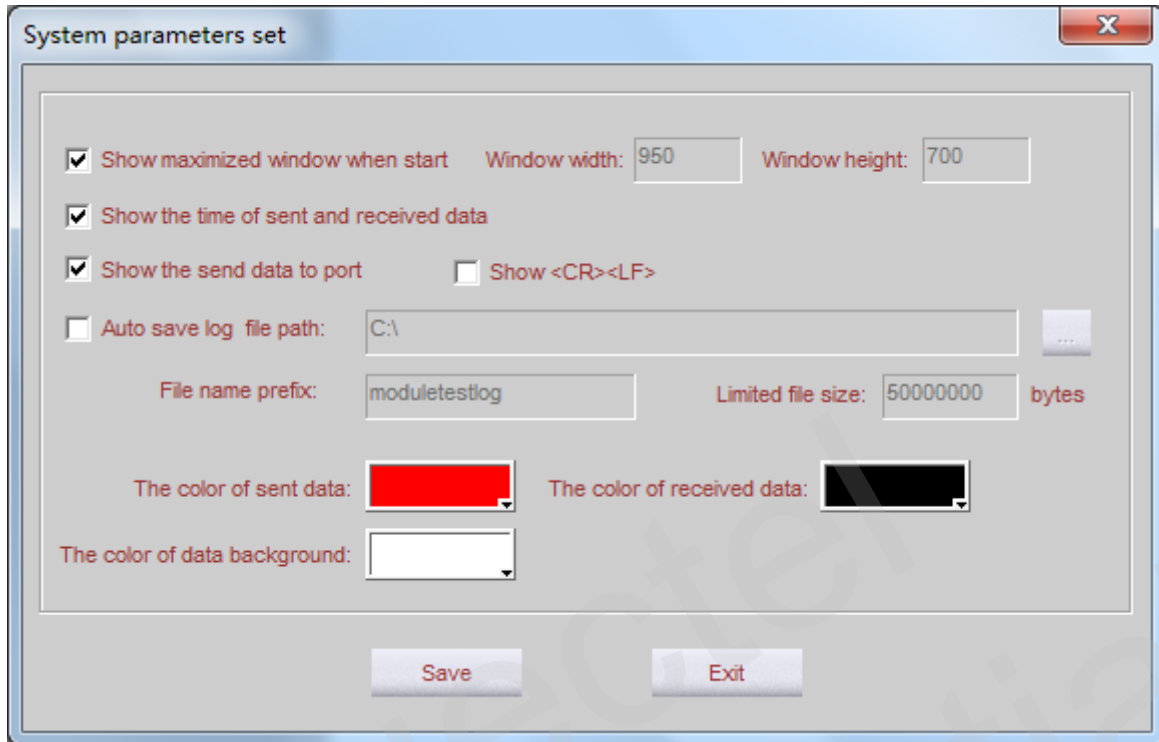 System parameters set
Show maximized window when start Window width: 950 Window height: 700
Show the time of sent and received data
Show the send data to port Show <CR><LF>
Auto save log file path: C:\ ...
File name prefix: moduletestlog Limited file size: 50000000 bytes
The color of sent data: The color of received data:
The color of data background:
Save Exit